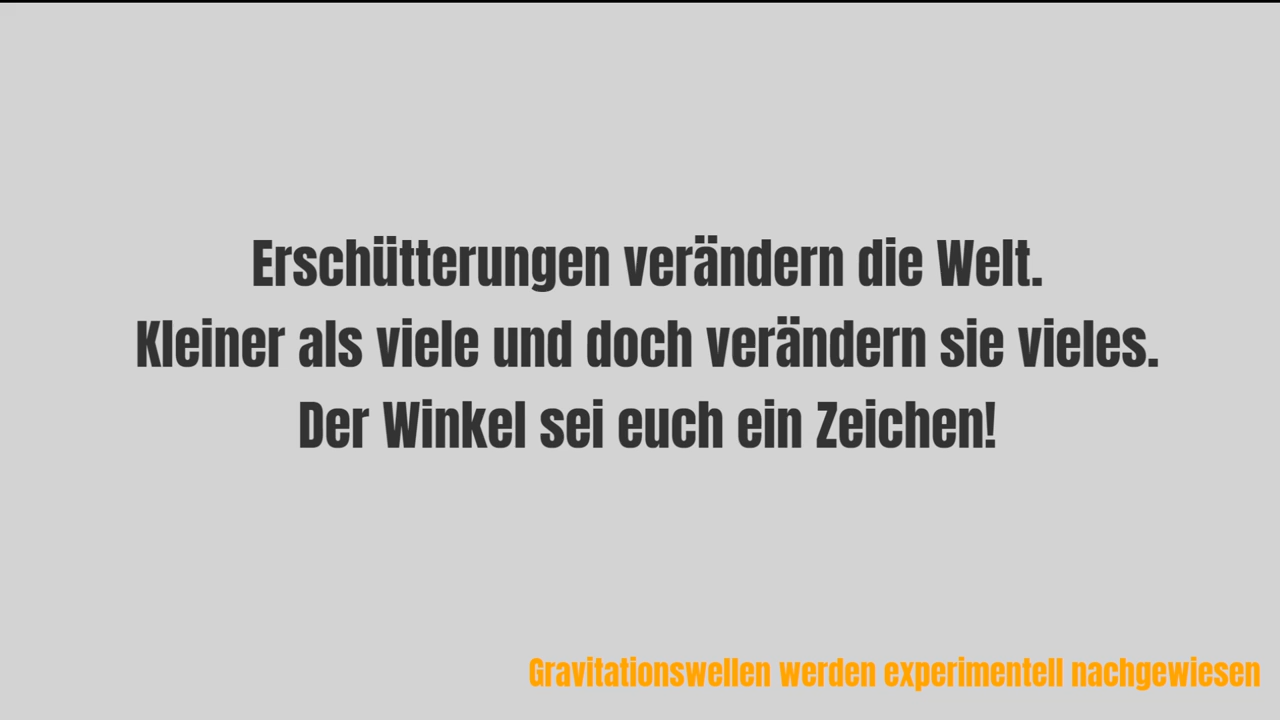 Erschütterungen verändern die Welt.
Kleiner als viele und doch verändern sie vieles.
Der Winkel sei euch ein Zeichen!
Gravitationswellen werden experimentell nachgewiesen